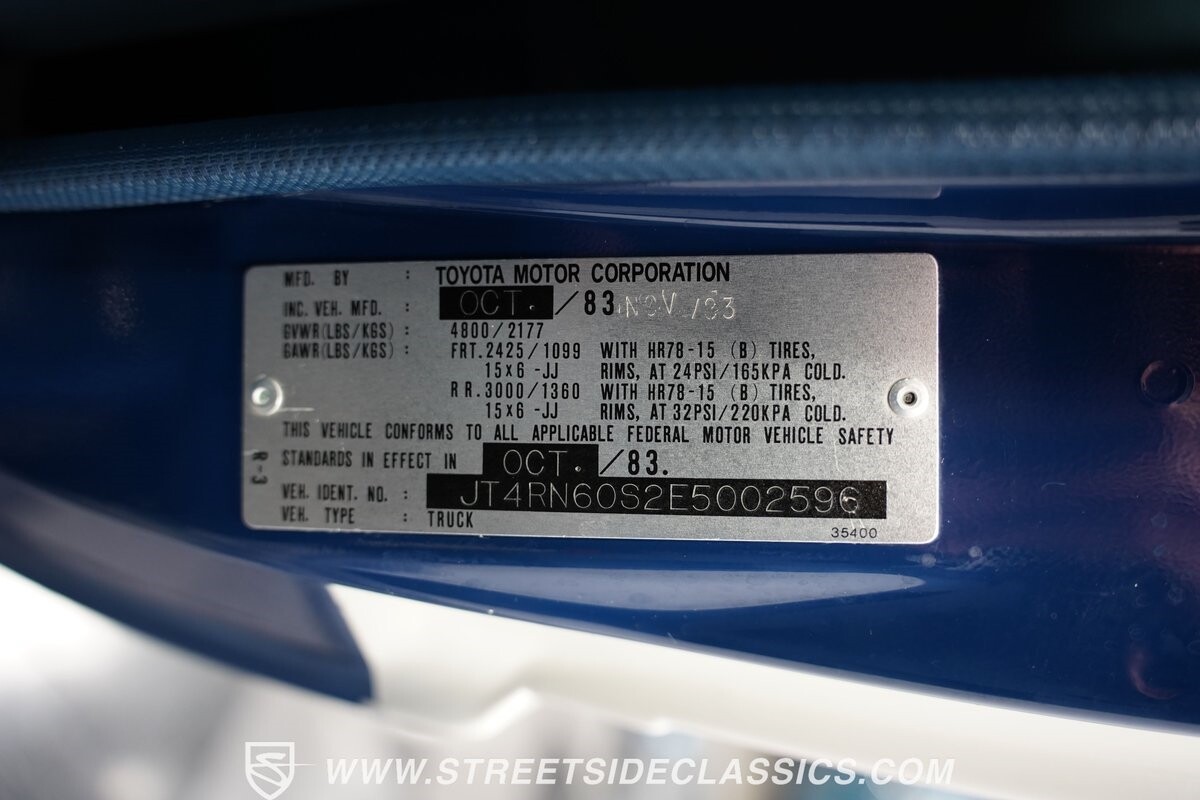 MFD. BY : TOYOTA MOTOR CORPORATION
INC. VEH. MFD. : OCT. /83 NOV /83
GVWR(LBS/KGS) : 4800/2177
GAWR(LBS/KGS) : FRT.2425/1099 WITH HR78-15 (B) TIRES,
15x6 -JJ RIMS, AT 24PSI/165KPA COLD.
RR.3000/1360 WITH HR78-15 (B) TIRES,
15x6 -JJ RIMS, AT 32PSI/220KPA COLD.
THIS VEHICLE CONFORMS TO ALL APPLICABLE FEDERAL MOTOR VEHICLE SAFETY
STANDARDS IN EFFECT IN OCT. /83.
VEH. IDENT. NO. : JT4RN60S2E5002596
VEH. TYPE : TRUCK
35400
WWW.STREETSIDECLASSICS.COM